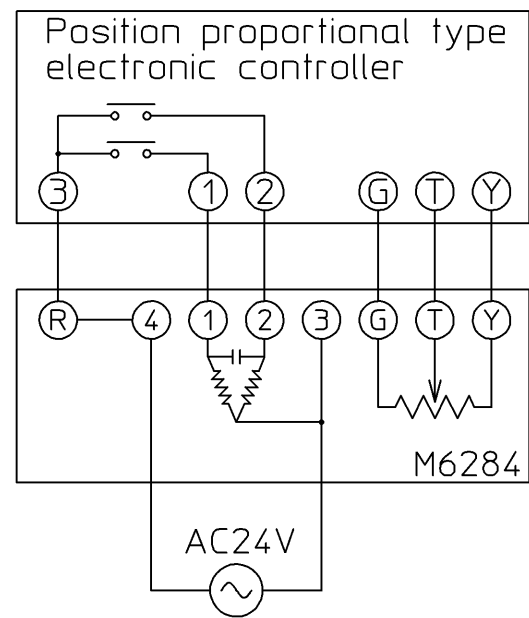 Position proportional type
electronic controller
3 1 2 G T Y
R 4 1 2 3 G T Y
M6284
AC24V